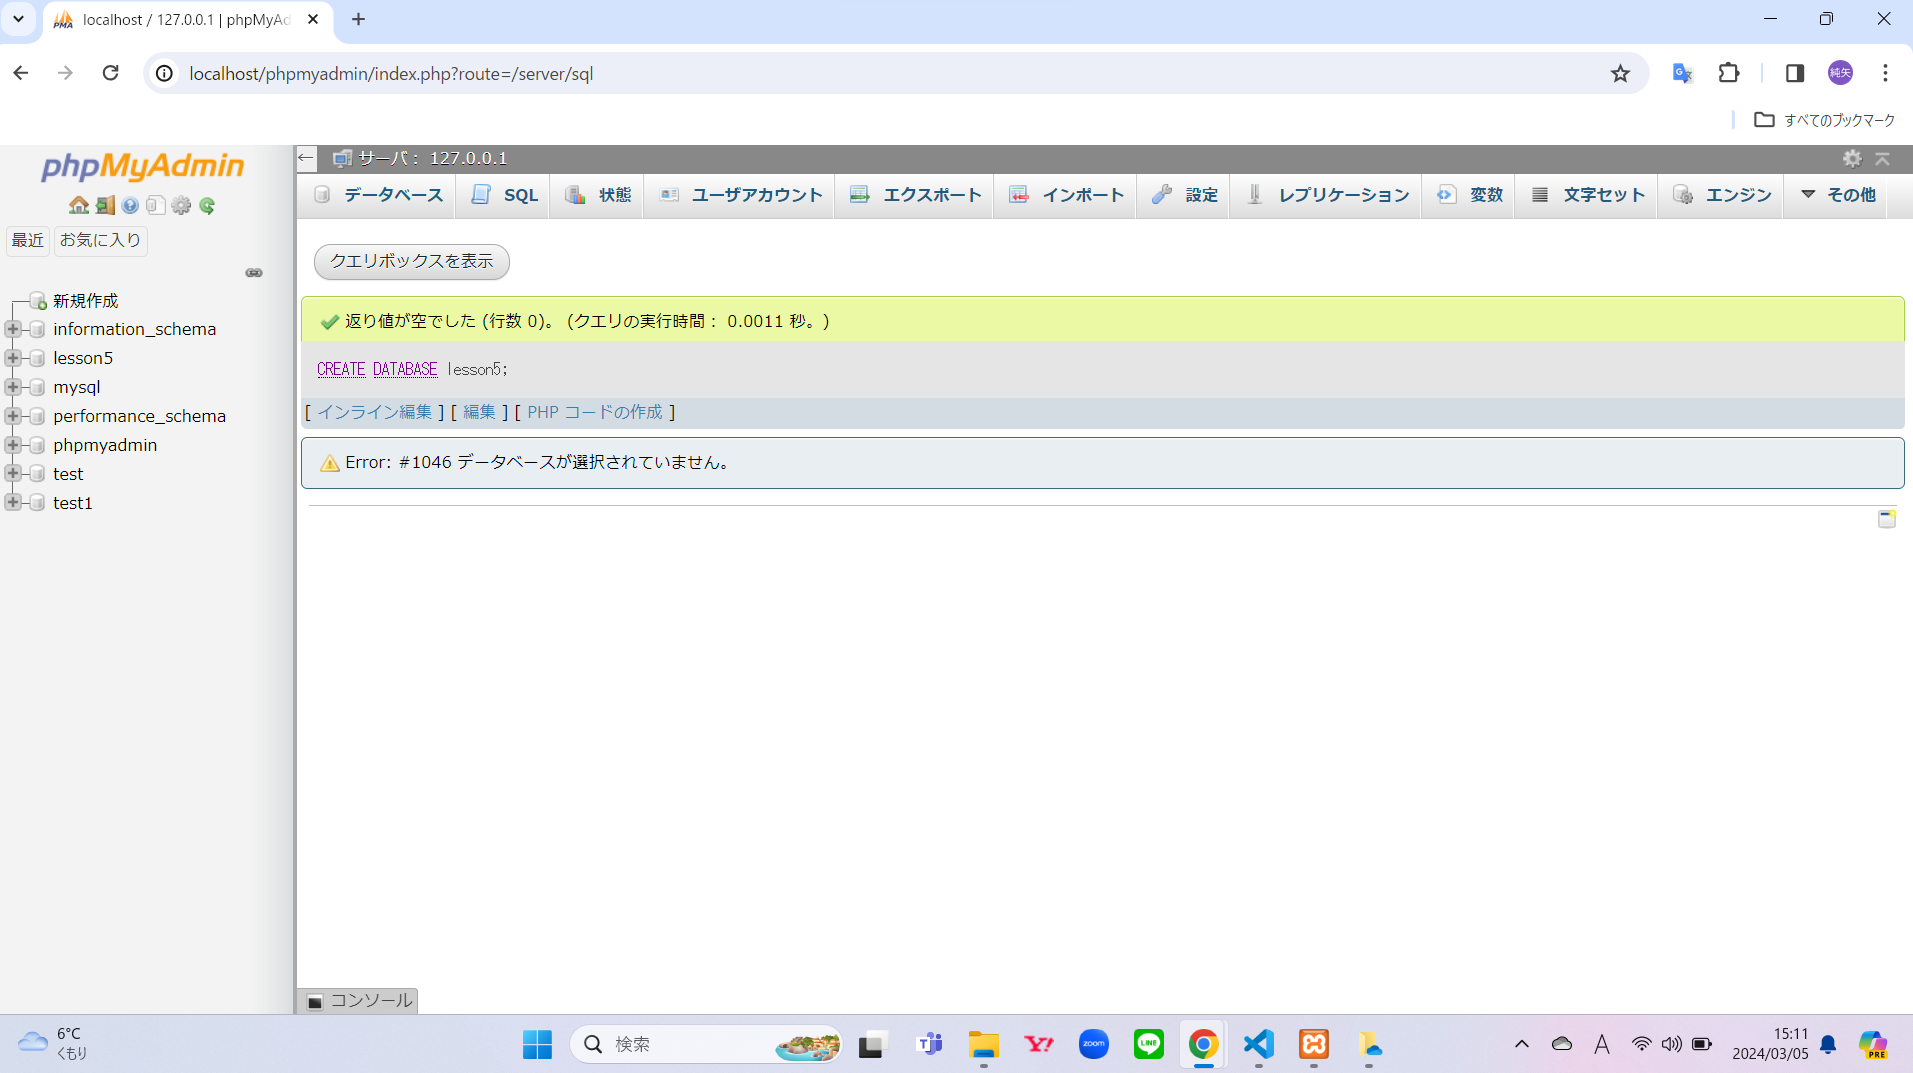 localhost / 127.0.0.1 | phpMyAd
localhost/phpmyadmin/index.php?route=/server/sql
純矢
すべてのブックマーク
phpMyAdmin
最近 お気に入り
新規作成
information_schema
lesson5
mysql
performance_schema
phpmyadmin
test
test1
サーバ： 127.0.0.1
データベース SQL 状態 ユーザアカウント エクスポート インポート 設定 レプリケーション 変数 文字セット エンジン その他
クエリボックスを表示
返り値が空でした (行数 0)。 (クエリの実行時間： 0.0011 秒。)
CREATE DATABASE lesson5;
[ インライン編集 ] [ 編集 ] [ PHP コードの作成 ]
Error: #1046 データベースが選択されていません。
コンソール
6°C
くもり
検索
zoom
LINE
A
15:11
2024/03/05
PRE